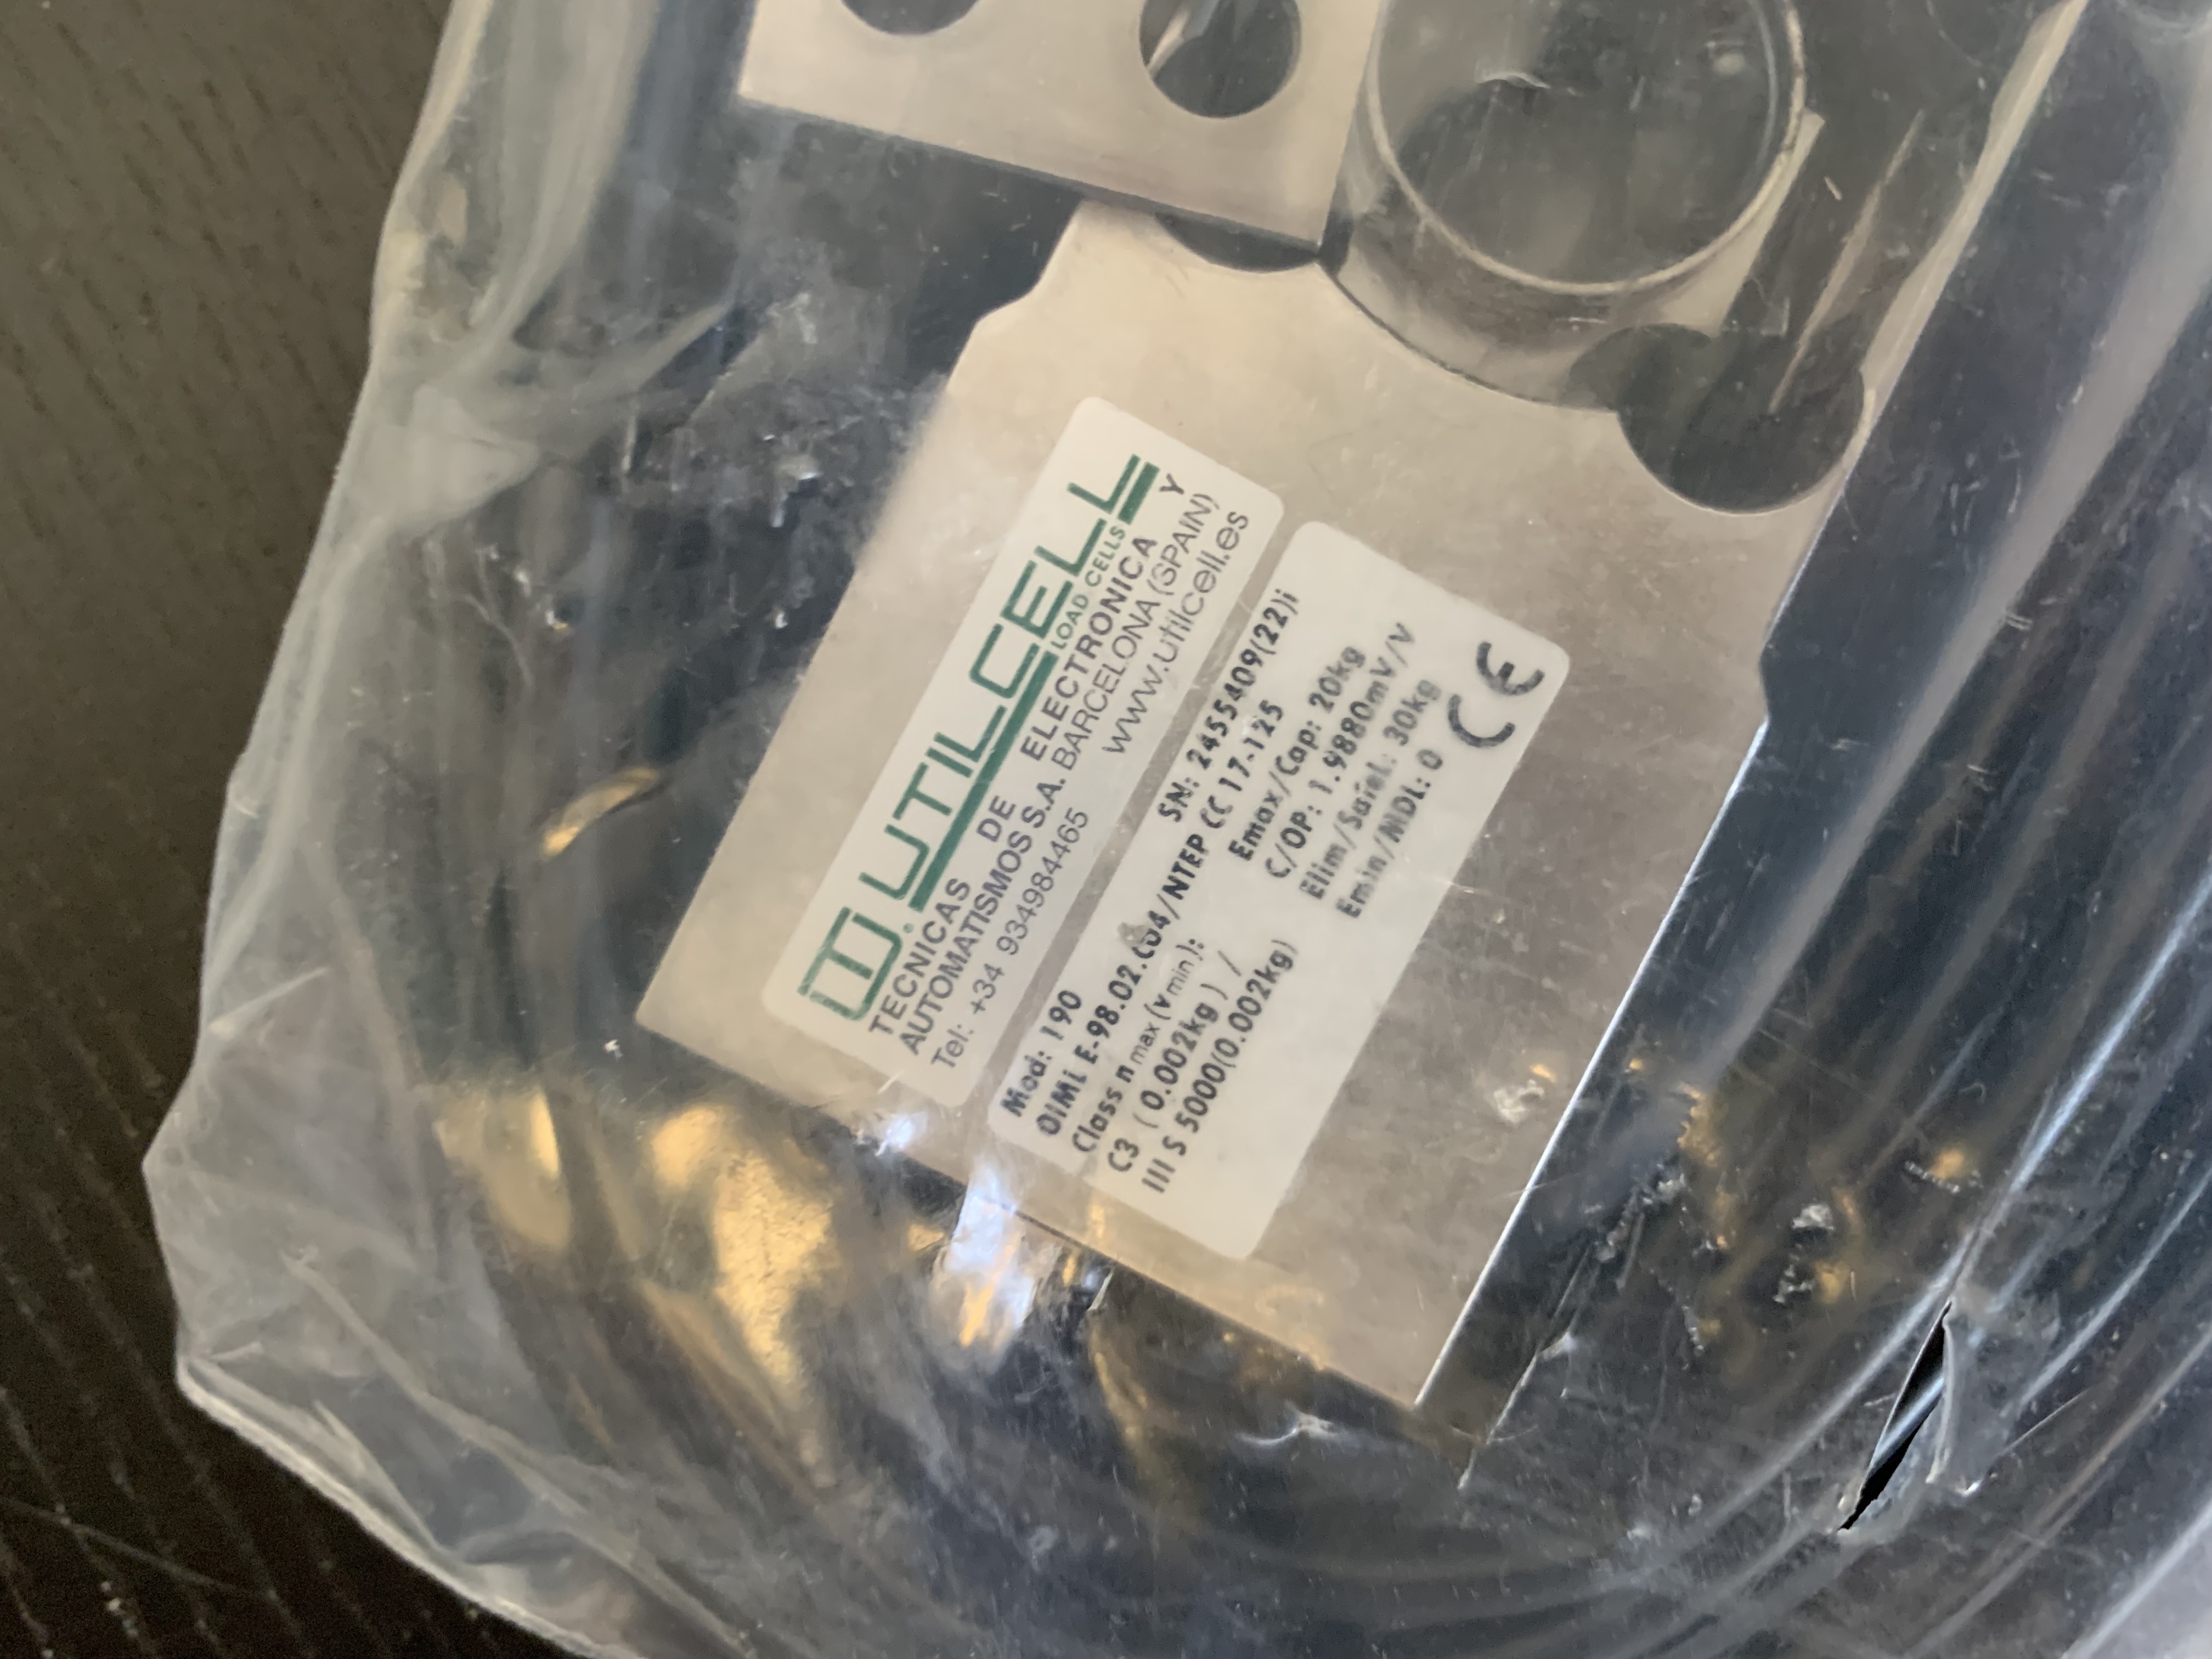 UTILCELL
LOAD CELLS
TECNICAS DE ELECTRONICA Y
AUTOMATISMOS S.A. BARCELONA (SPAIN)
Tel: +34 934984465 www.utilcell.es
Mod: 190 SN: 2455409(22)i
OIML E-98.02.C04/NTEP CC 17-125
Class n max (v min): Emax/Cap: 20kg
C3 ( 0.002kg ) / C/OP: 1.9880mV/V
III S 5000(0.002kg) Elim/SafeL: 30kg
Emin/MDL: 0
CE